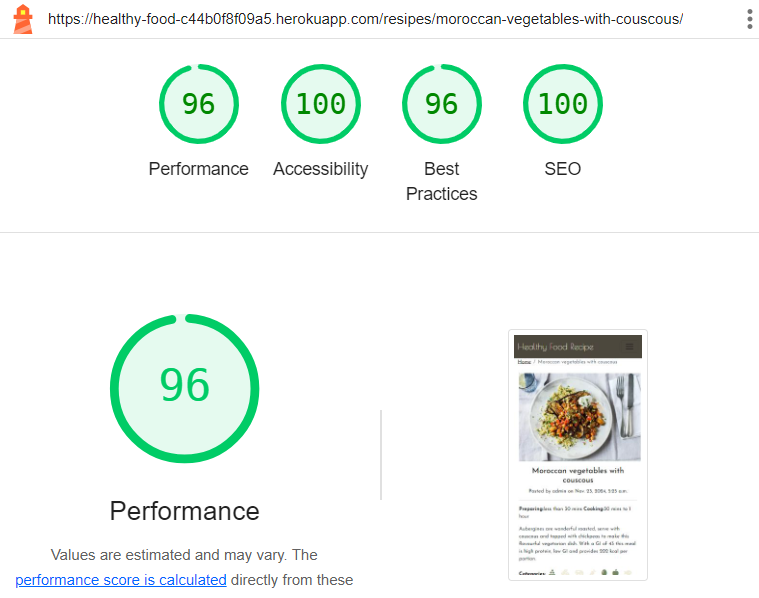 https://healthy-food-c44b0f8f09a5.herokuapp.com/resipes/moroccan-vegetables-with-couscous/
96
100
96
100
Performance
Accessibility
Best
Practices
SEO
96
Performance
Values are estimated and may vary. The
performance score is calculated directly from these
Healthy Food Recipe
Home / Moroccan vegetables with couscous
Moroccan vegetables with
couscous
Posted by admin on Nov. 23, 2024, 3:25 p.m.
Preparing:less than 30 mins Cooking:30 mins to 1
hour
Aubergines are wonderful roasted, serve with
couscous and topped with chickpeas to make this
flavourful vegetarian dish. With a GI of 45 this meal
is high protein, low GI and provides 202 kcal per
portion.
Categories: